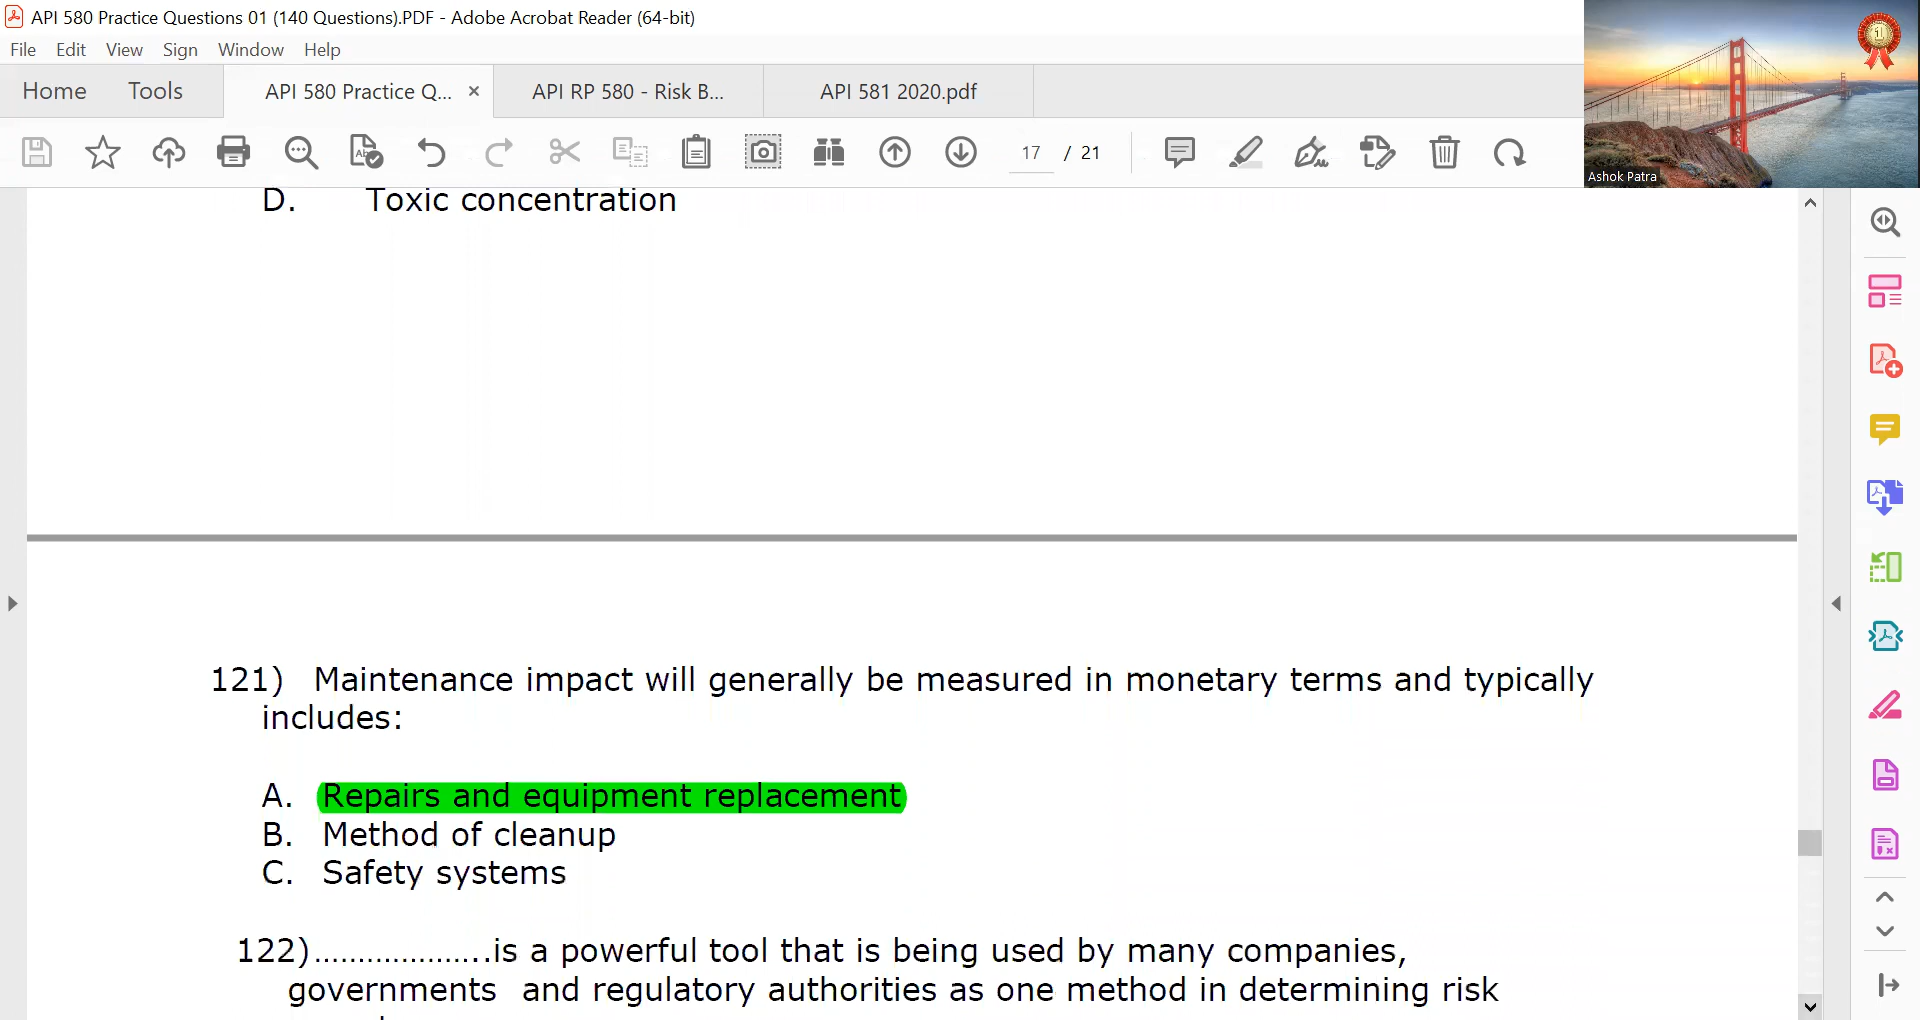 API 580 Practice Questions 01 (140 Questions).PDF - Adobe Acrobat Reader (64-bit)
File Edit View Sign Window Help
Home Tools API 580 Practice Q... × API RP 580 - Risk B... API 581 2020.pdf
17 / 21
1
Ashok Patra
D. Toxic concentration
121) Maintenance impact will generally be measured in monetary terms and typically
includes:
A. Repairs and equipment replacement
B. Method of cleanup
C. Safety systems
122)....................is a powerful tool that is being used by many companies,
governments and regulatory authorities as one method in determining risk